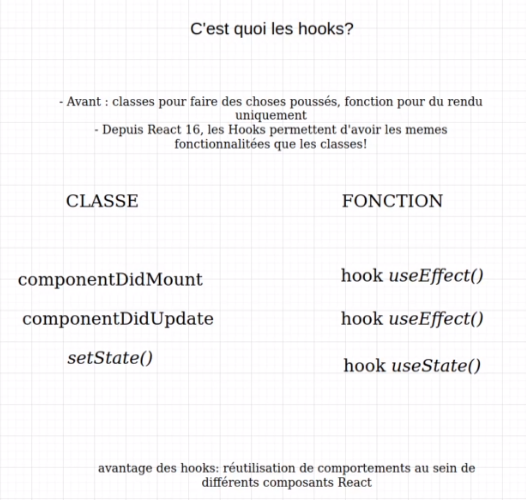 C'est quoi les hooks?
- Avant : classes pour faire des choses poussés, fonction pour du rendu
uniquement
- Depuis React 16, les Hooks permettent d'avoir les memes
fonctionnalitées que les classes!
CLASSE
FONCTION
componentDidMount
hook useEffect()
componentDidUpdate
hook useEffect()
setState()
hook useState()
avantage des hooks: réutilisation de comportements au sein de
différents composants React